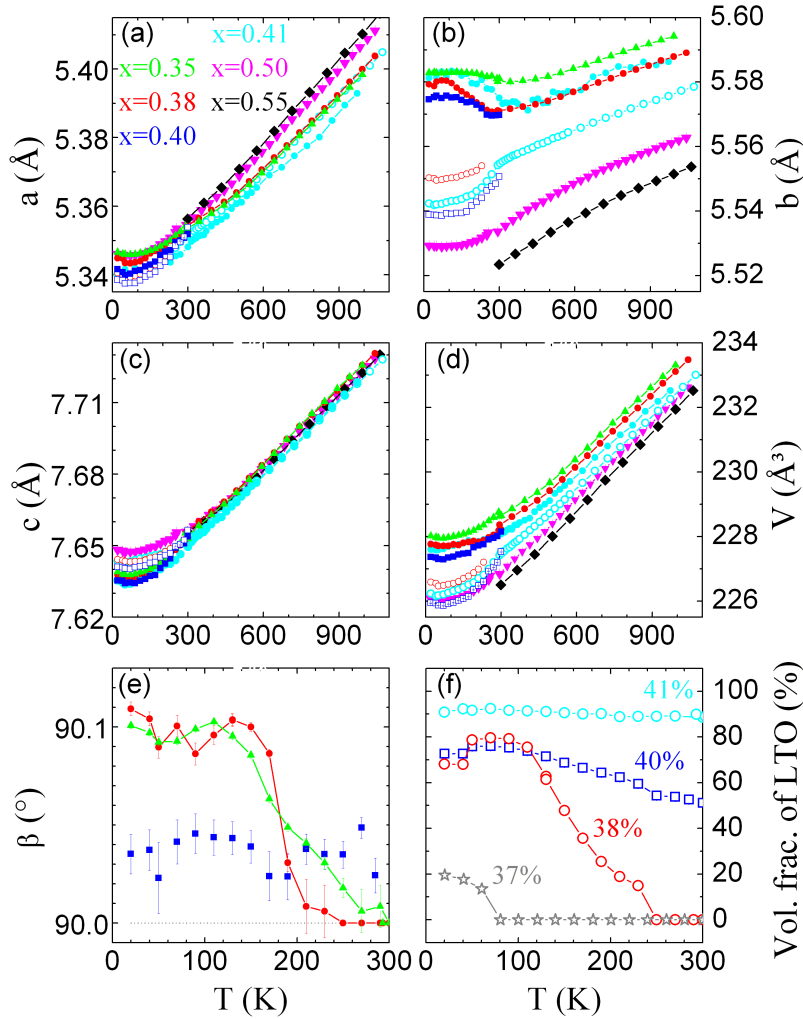 (a) x=0.41
x=0.35 x=0.50
x=0.38 x=0.55
x=0.40
5.40
5.38
5.36
5.34
a (Å)
0 300 600 900
(b)
5.60
5.58
5.56
5.54
5.52
b (Å)
0 300 600 900
(c)
7.71
7.68
7.65
7.62
c (Å)
0 300 600 900
(d)
234
232
230
228
226
V (Å³)
0 300 600 900
(e)
90.1
90.0
β (°)
0 100 200 300
T (K)
(f)
41%
40%
38%
37%
100
80
60
40
20
0
Vol. frac. of LTO (%)
0 100 200 300
T (K)